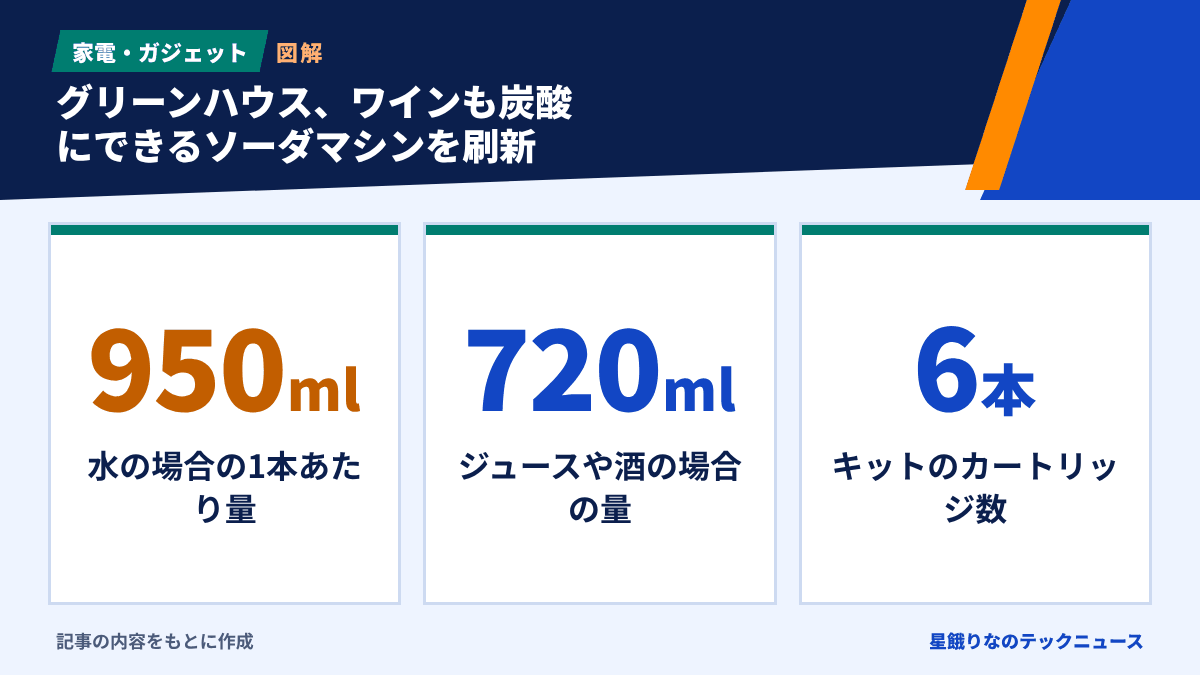 家電・ガジェット 図解
グリーンハウス、ワインも炭酸
にできるソーダマシンを刷新
950ml
水の場合の1本あた
り量
720ml
ジュースや酒の場合
の量
6本
キットのカートリッ
ジ数
記事の内容をもとに作成
星餓りなのテックニュース